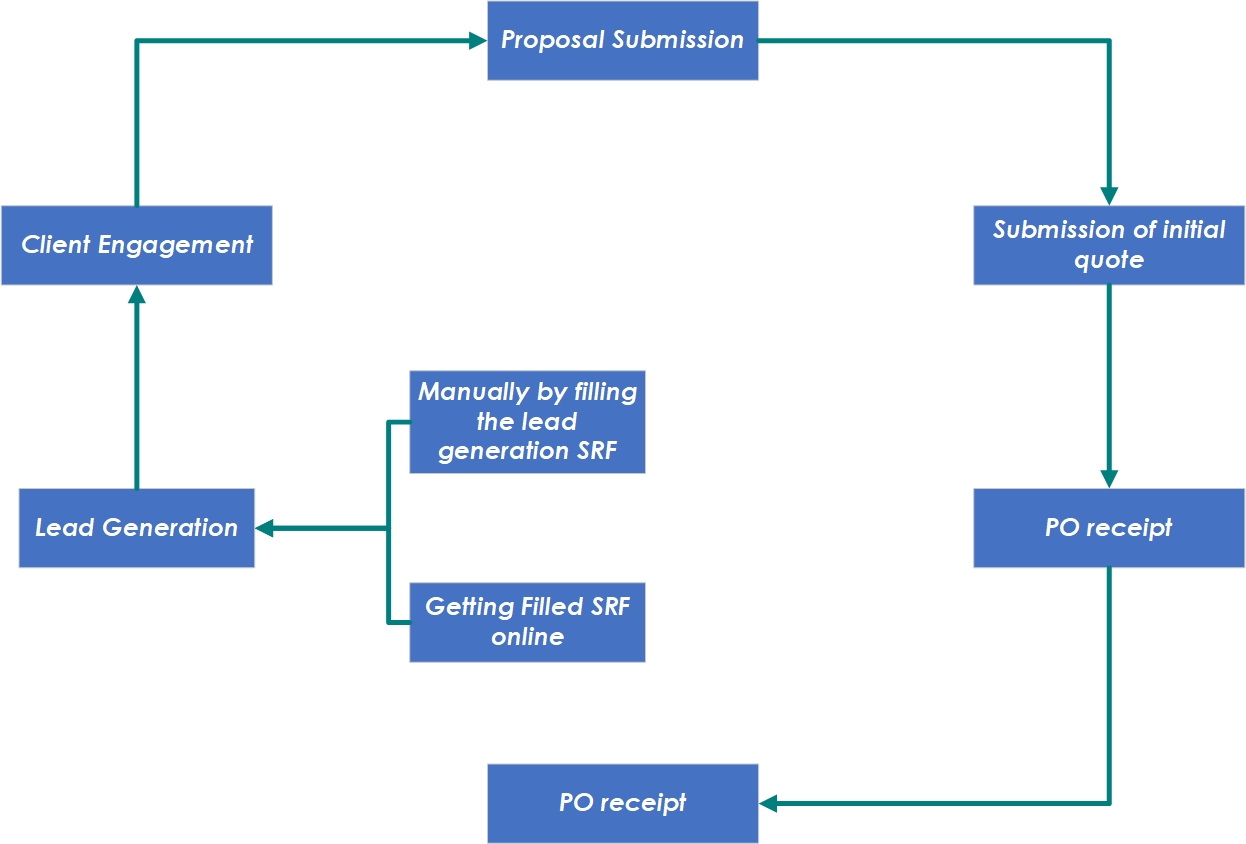 Proposal Submission
Client Engagement
Submission of initial
quote
Manually by filling
the lead
generation SRF
Lead Generation
PO receipt
Getting Filled SRF
online
PO receipt